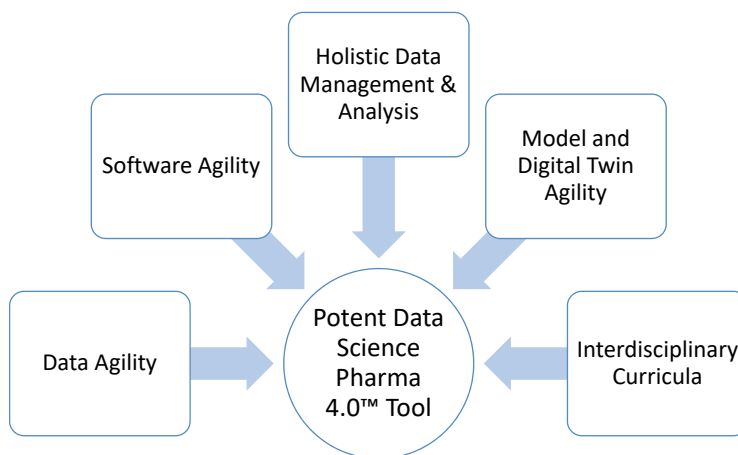 Holistic Data
Management &
Analysis
Software Agility
Model and
Digital Twin
Agility
Data Agility
Potent Data
Science
Pharma
4.0™ Tool
Interdisciplinary
Curricula